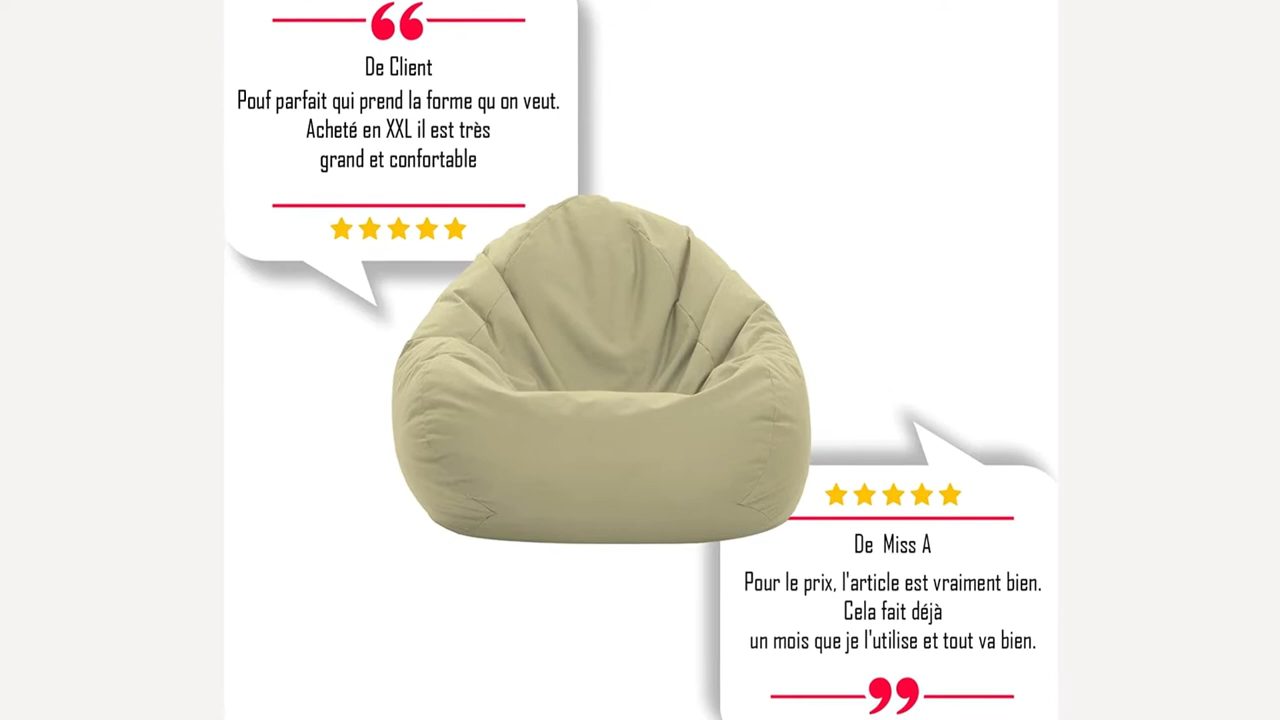 De Client
Pouf parfait qui prend la forme qu on veut.
Acheté en XXL il est très
grand et confortable
De Miss A
Pour le prix, l'article est vraiment bien.
Cela fait déjà
un mois que je l'utilise et tout va bien.